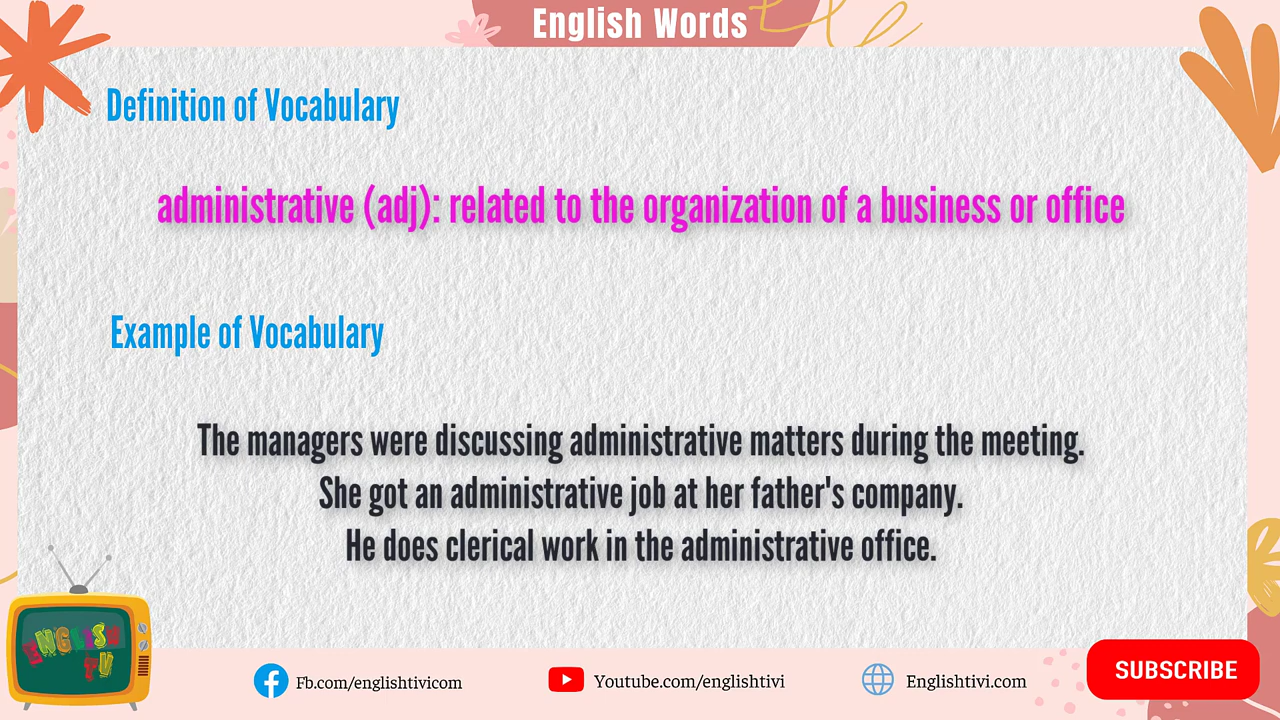 English Words
Definition of Vocabulary
administrative (adj): related to the organization of a business or office
Example of Vocabulary
The managers were discussing administrative matters during the meeting.
She got an administrative job at her father's company.
He does clerical work in the administrative office.
ENGLISH
TV
Fb.com/englishtivicom
Youtube.com/englishtivi
Englishtivi.com
SUBSCRIBE